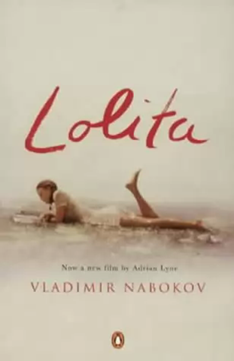 Lolita
Now a new film by Adrian Lyne
VLADIMIR NABOKOV